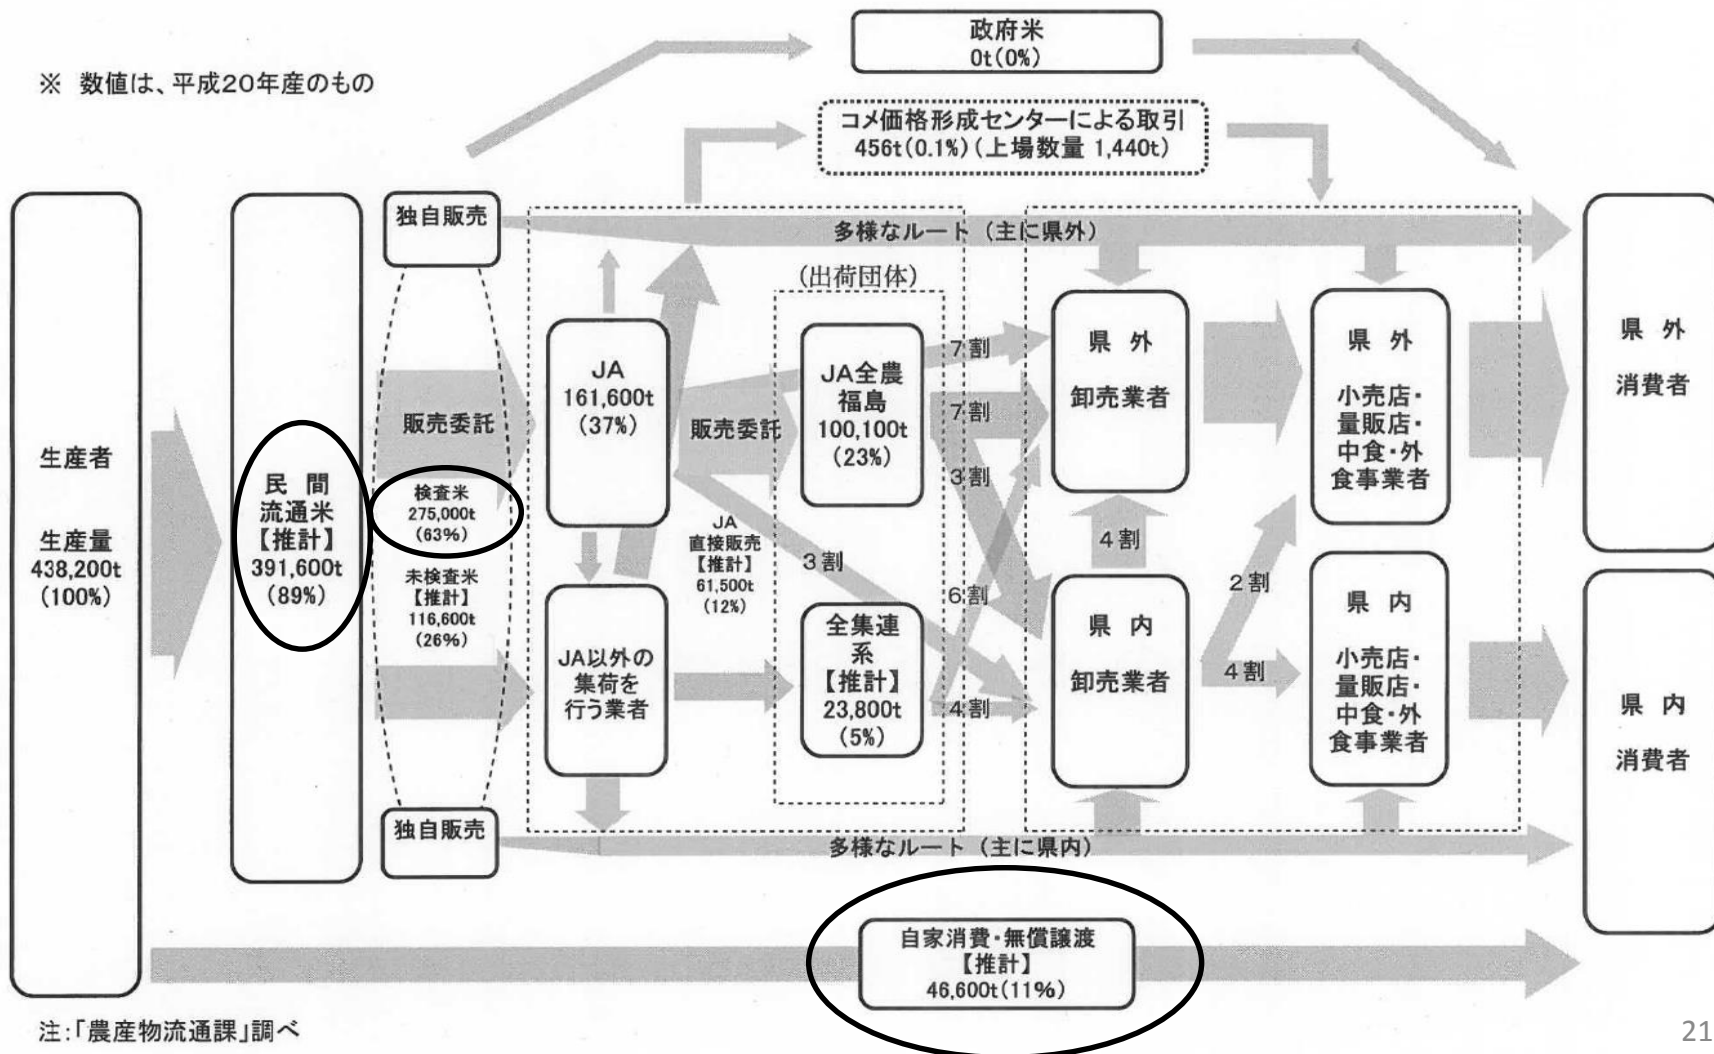 政府米
0t(0%)
※ 数値は、平成20年産のもの
コメ価格形成センターによる取引
456t(0.1%)(上場数量 1,440t)
独自販売
多様なルート (主に県外)
(出荷団体)
生産者
生産量
438,200t
(100%)
民 間
流通米
【推計】
391,600t
(89%)
販売委託
検査米
275,000t
(63%)
未検査米
【推計】
116,600t
(26%)
JA
161,600t
(37%)
販売委託
JA
直接販売
【推計】
61,500t
(12%)
JA以外の
集荷を
行う業者
JA全農
福島
100,100t
(23%)
全集連
系
【推計】
23,800t
(5%)
7割
7割
3割
3割
6割
4割
県 外
卸売業者
4割
県 内
卸売業者
2割
4割
県 外
小売店・
量販店・
中食・外
食事業者
県 内
小売店・
量販店・
中食・外
食事業者
県 外
消費者
県 内
消費者
独自販売
多様なルート (主に県内)
自家消費・無償譲渡
【推計】
46,600t(11%)
注:「農産物流通課」調べ
21